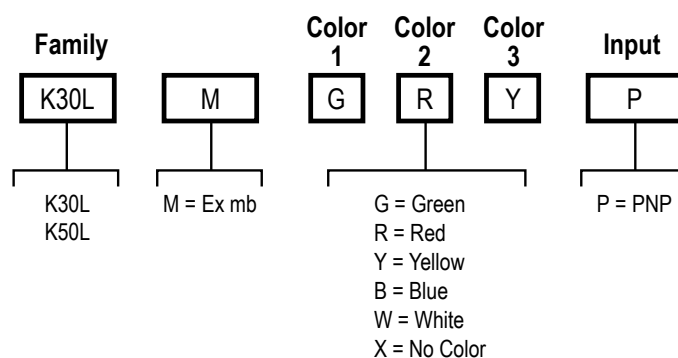 Family
Color 1
Color 2
Color 3
Input
K30L
M
G
R
Y
P
K30L
K50L
M = Ex mb
G = Green
R = Red
Y = Yellow
B = Blue
W = White
X = No Color
P = PNP